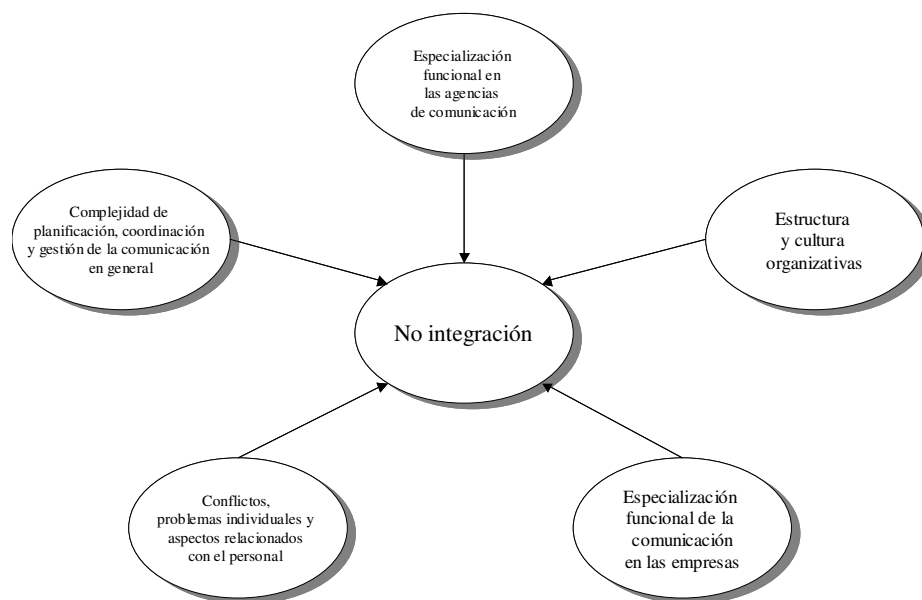 Especialización
funcional en
las agencias
de comunicación
Complejidad de
planificación, coordinación
y gestión de la comunicación
en general
Estructura
y cultura
organizativas
No integración
Conflictos,
problemas individuales y
aspectos relacionados
con el personal
Especialización
funcional de la
comunicación
en las empresas